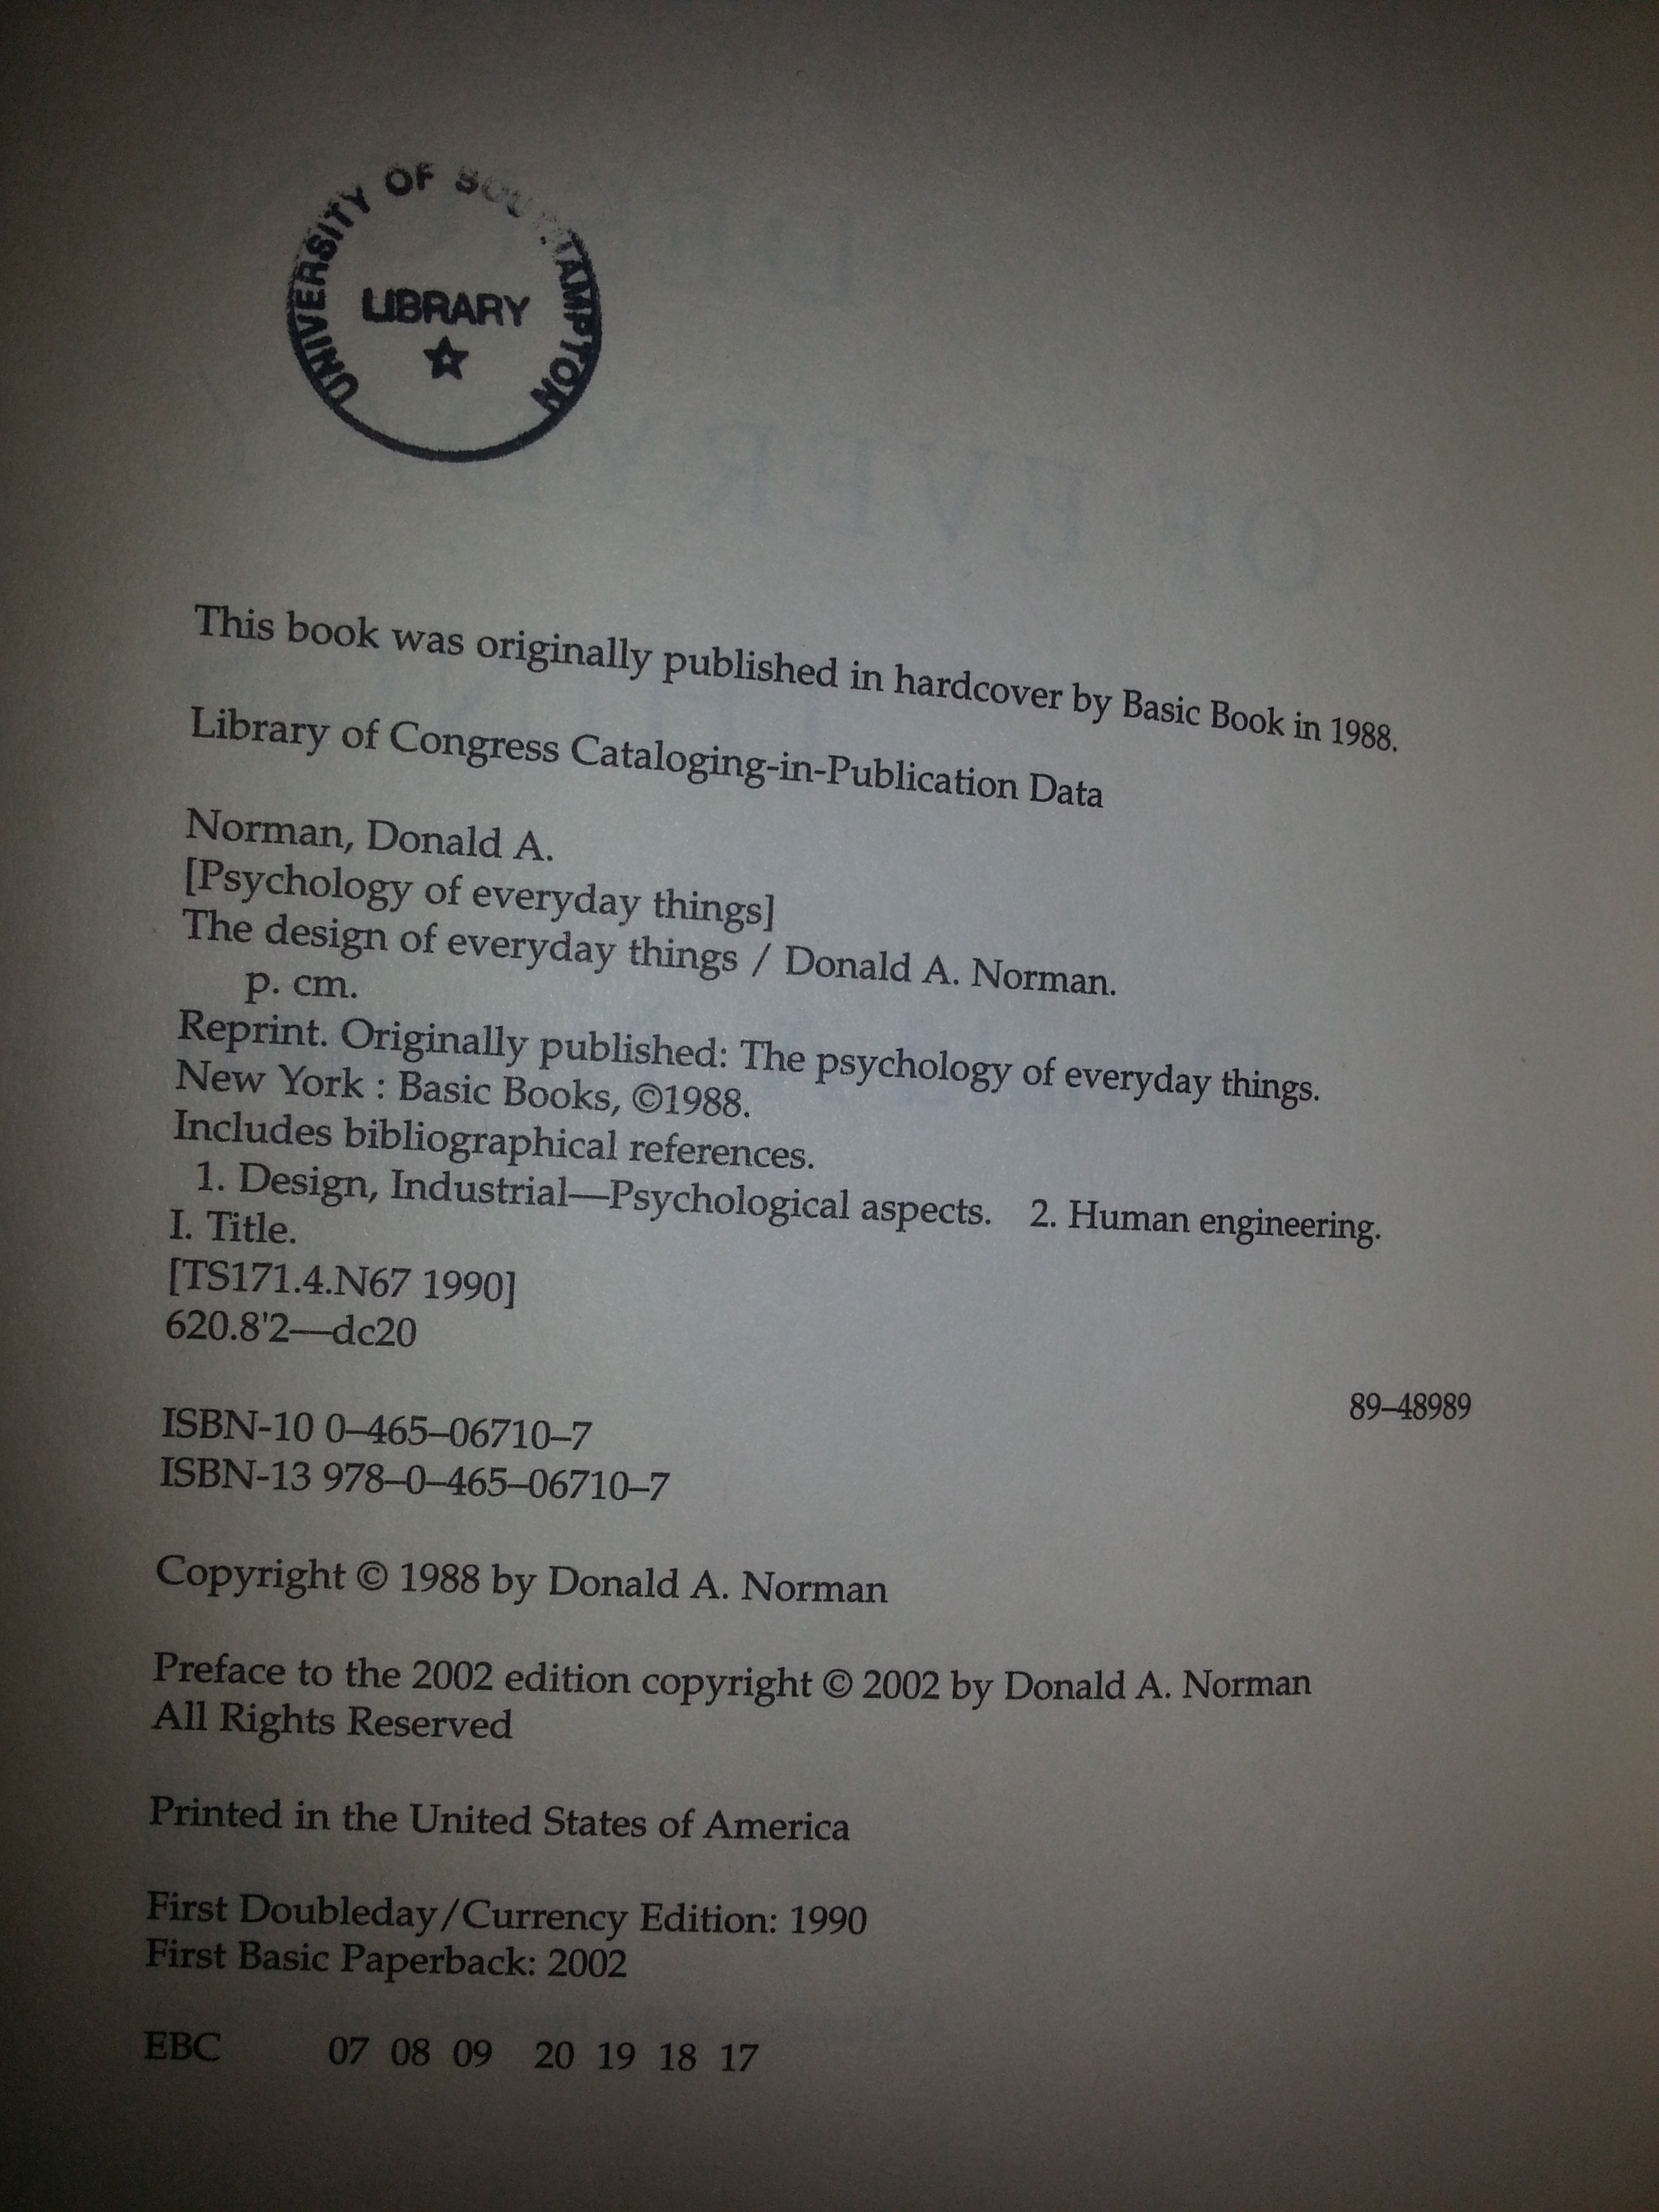 UNIVERSITY OF SOUTHAMPTON
LIBRARY
This book was originally published in hardcover by Basic Book in 1988.
Library of Congress Cataloging-in-Publication Data
Norman, Donald A.
[Psychology of everyday things]
The design of everyday things / Donald A. Norman.
p. cm.
Reprint. Originally published: The psychology of everyday things.
New York : Basic Books, ©1988.
Includes bibliographical references.
1. Design, Industrial—Psychological aspects. 2. Human engineering.
I. Title.
[TS171.4.N67 1990]
620.8'2—dc20
89–48989
ISBN-10 0–465–06710–7
ISBN-13 978–0–465–06710–7
Copyright © 1988 by Donald A. Norman
Preface to the 2002 edition copyright © 2002 by Donald A. Norman
All Rights Reserved
Printed in the United States of America
First Doubleday/Currency Edition: 1990
First Basic Paperback: 2002
EBC 07 08 09 20 19 18 17